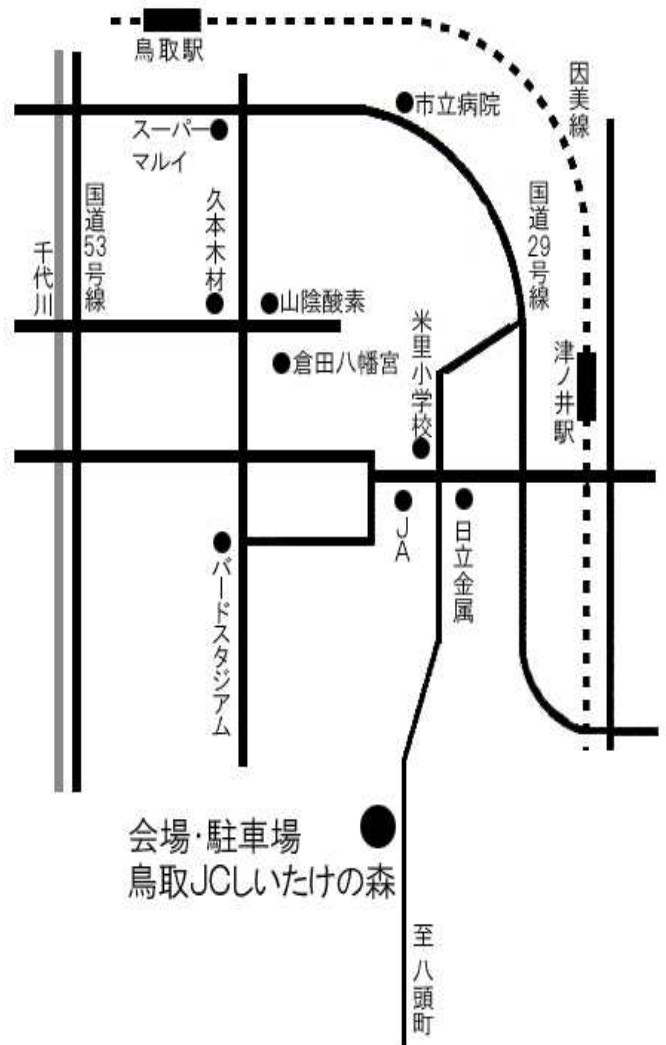 鳥取駅
市立病院
因美線
スーパー
マルイ
久本木材
国道53号線
千代川
国道29号線
山陰酸素
米里小学校
倉田八幡宮
津ノ井駅
JA
日立金属
バードスタジアム
会場・駐車場
鳥取JCしいたけの森
至 八頭町